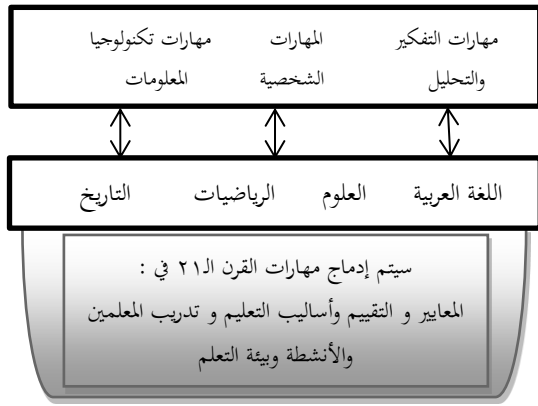 مهارات التفكير والتحليل
المهارات الشخصية
مهارات تكنولوجيا المعلومات
اللغة العربية العلوم الرياضيات التاريخ
سيتم إدماج مهارات القرن الـ٢١ في :
المعايير و التقييم وأساليب التعليم و تدريب المعلمين
والأنشطة وبيئة التعلم